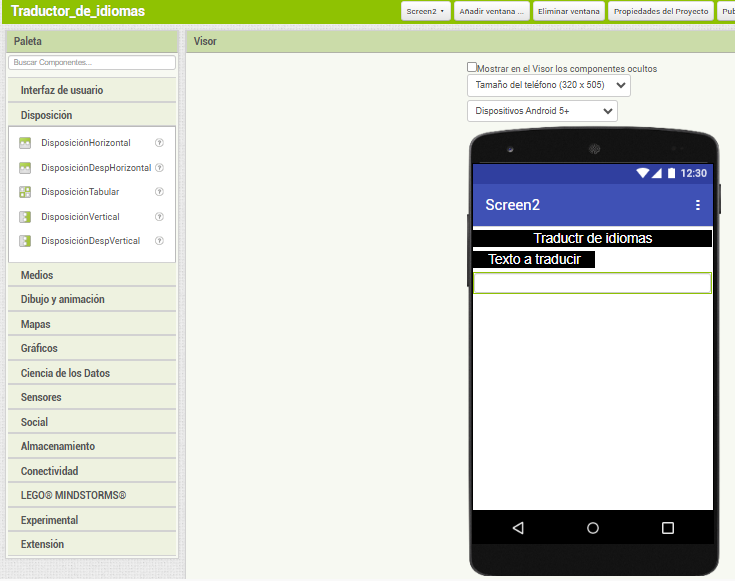 Traductor_de_idiomas
Screen2
Añadir ventana ...
Eliminar ventana
Propiedades del Proyecto
Pub
Paleta
Visor
Buscar Componentes...
Interfaz de usuario
Disposición
DisposiciónHorizontal
DisposiciónDespHorizontal
DisposiciónTabular
DisposiciónVertical
DisposiciónDespVertical
Medios
Dibujo y animación
Mapas
Gráficos
Ciencia de los Datos
Sensores
Social
Almacenamiento
Conectividad
LEGO® MINDSTORMS®
Experimental
Extensión
Mostrar en el Visor los componentes ocultos
Tamaño del teléfono (320 x 505)
Dispositivos Android 5+
12:30
Screen2
Traductr de idiomas
Texto a traducir